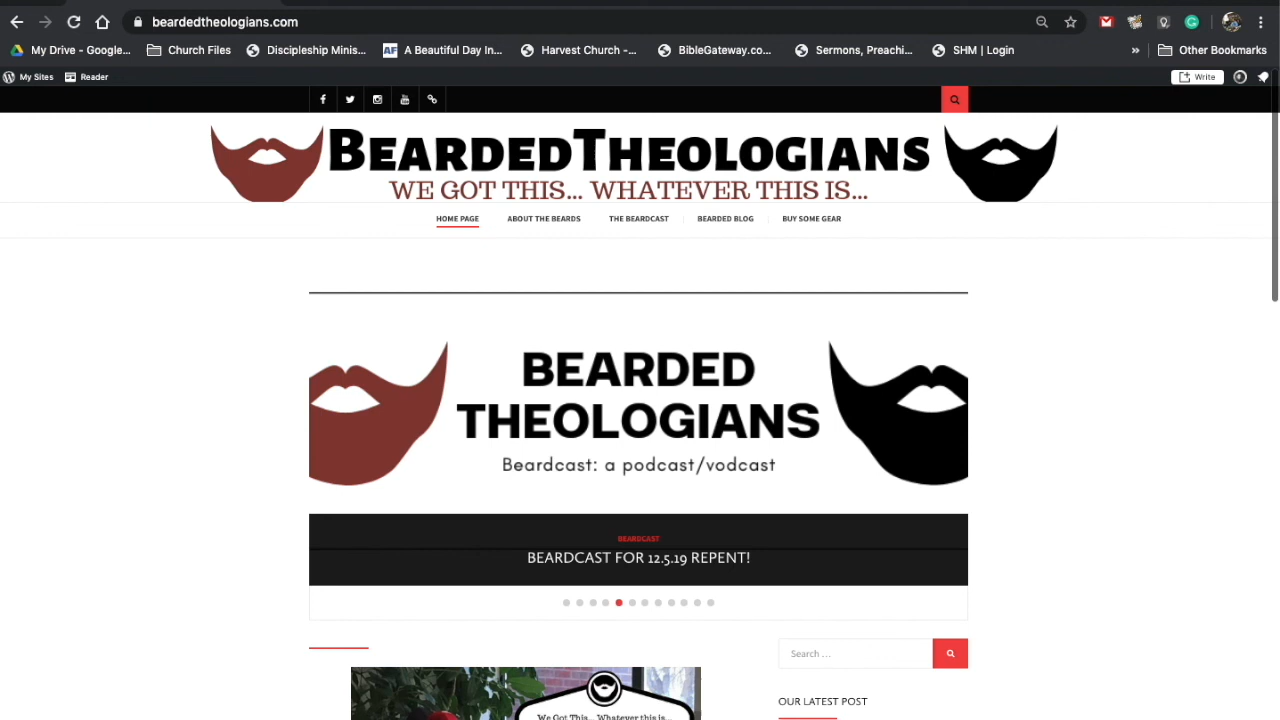 beardedtheologians.com
My Drive - Google... Church Files Discipleship Minis... AF A Beautiful Day In... Harvest Church -... BibleGateway.co... Sermons, Preachi... SHM | Login » Other Bookmarks
My Sites Reader Write
BEARDEDTHEOLOGIANS
WE GOT THIS... WHATEVER THIS IS...
HOME PAGE ABOUT THE BEARDS THE BEARDCAST BEARDED BLOG BUY SOME GEAR
BEARDED
THEOLOGIANS
Beardcast: a podcast/vodcast
BEARDCAST
BEARDCAST FOR 12.5.19 REPENT!
Search ...
OUR LATEST POST
We Got This... Whatever this is...